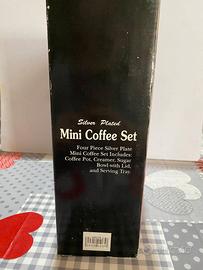 Silver Plated
Mini Coffee Set
Four Piece Silver Plate
Mini Coffee Set Includes:
Coffee Pot, Creamer, Sugar
Bowl with Lid,
and Serving Tray.